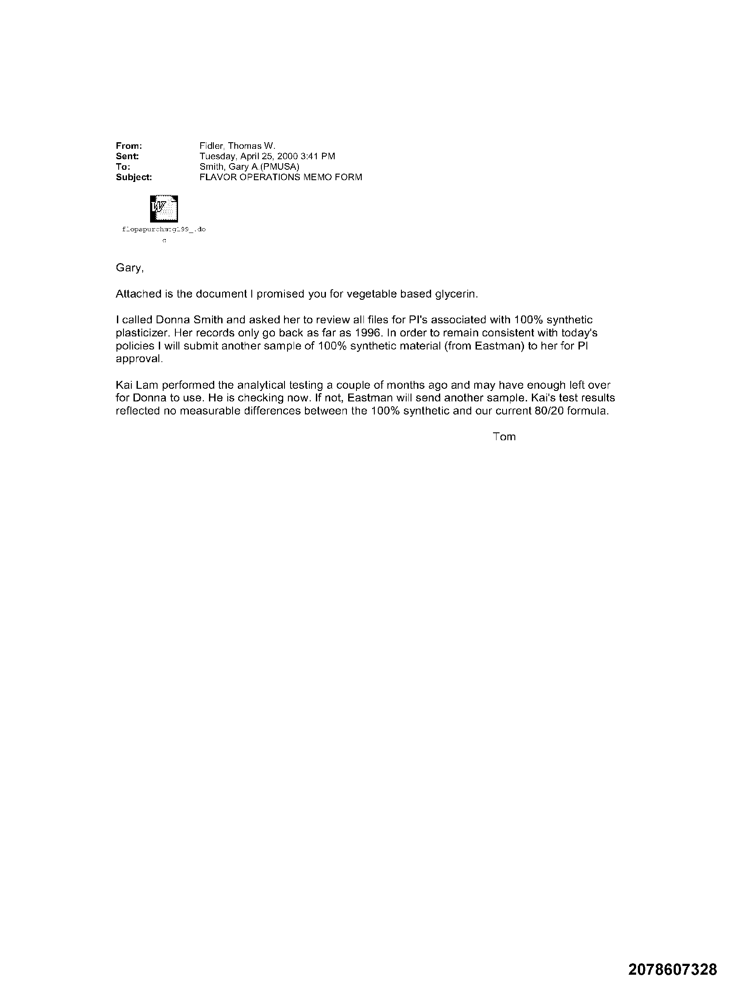 From: Fidler, Thomas W.
Sent: Tuesday, April 25, 2000 3:41 PM
To: Smith, Gary A.(PMUSA)
Subject: FLAVOR OPERATIONS MEMO FORM
Gary,
Attached is the document I promised you for vegetable based glycerin.
I called Donna Smith and asked her to review all files for PI's associated with 100% synthetic
plasticizer. Her records only go back as far as 1996. In order to remain consistent with today's
policies I will submit another sample of 100% synthetic material (from Eastman) to her for PI
approval.
Kai Lam performed the analytical testing a couple of months ago and may have enough left over
for Donna to use. He is checking now. If not, Eastman will send another sample. Kai's test results
reflected no measurable differences between the 100% synthetic and our current 80/20 formula.
Tom
2078607328